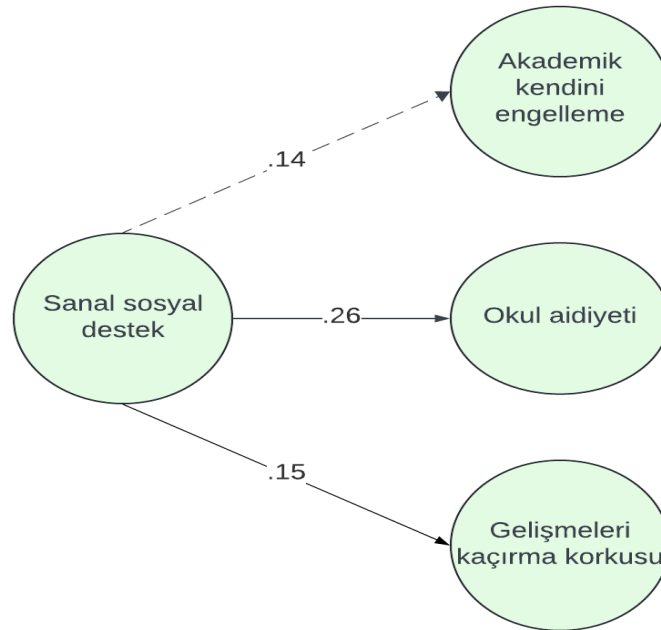 Akademik
kendini
engelleme
.14
Sanal sosyal
destek
.26
Okul aidiyeti
.15
Gelişmeleri
kaçırma korkusu